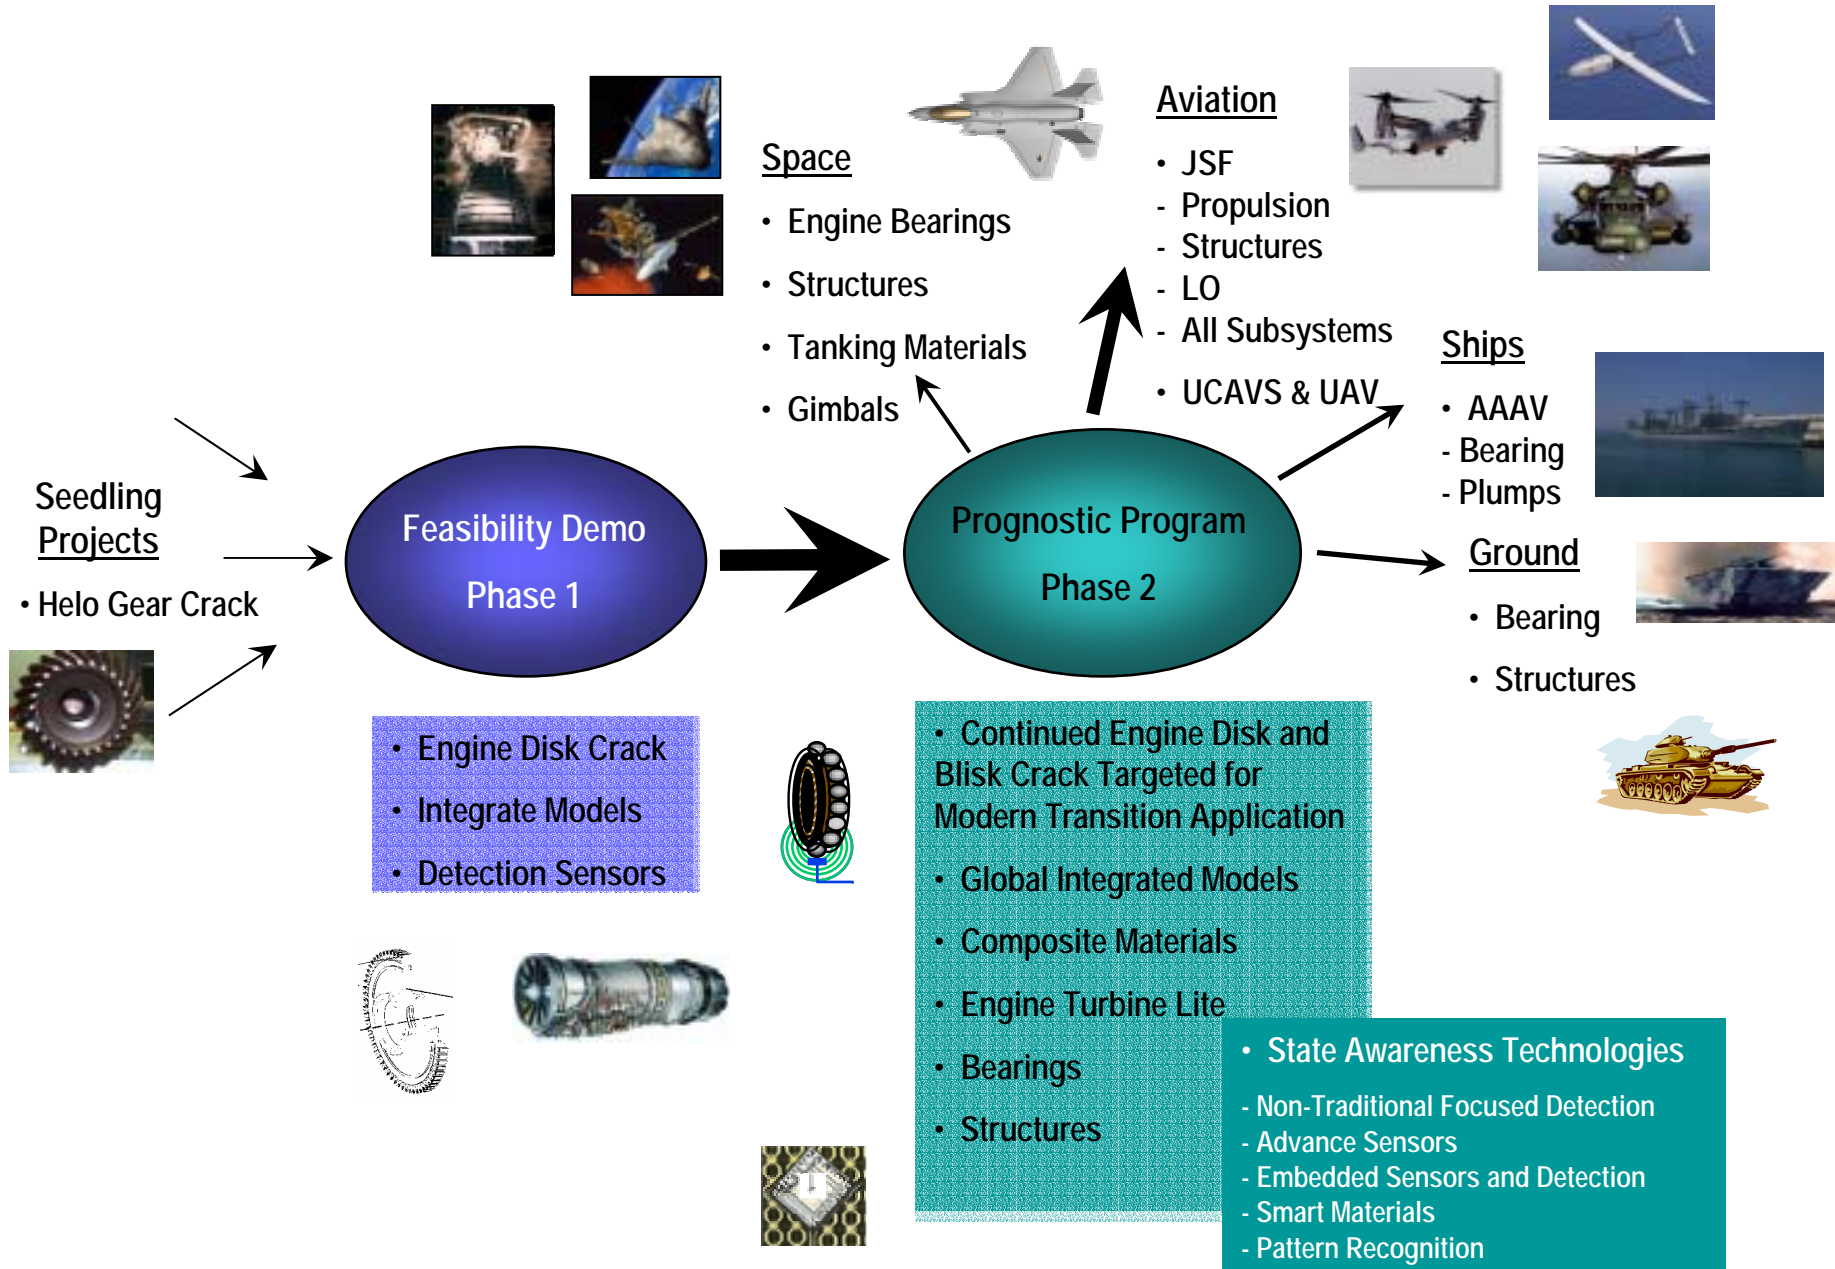 Seedling
Projects
• Helo Gear Crack
Feasibility Demo
Phase 1
• Engine Disk Crack
• Integrate Models
• Detection Sensors
Space
• Engine Bearings
• Structures
• Tanking Materials
• Gimbals
Prognostic Program
Phase 2
Aviation
• JSF
- Propulsion
- Structures
- LO
- All Subsystems
• UCAVS & UAV
Ships
• AAAV
- Bearing
- Plumps
Ground
• Bearing
• Structures
• Continued Engine Disk and
Blisk Crack Targeted for
Modern Transition Application
• Global Integrated Models
• Composite Materials
• Engine Turbine Lite
• Bearings
• Structures
• State Awareness Technologies
- Non-Traditional Focused Detection
- Advance Sensors
- Embedded Sensors and Detection
- Smart Materials
- Pattern Recognition